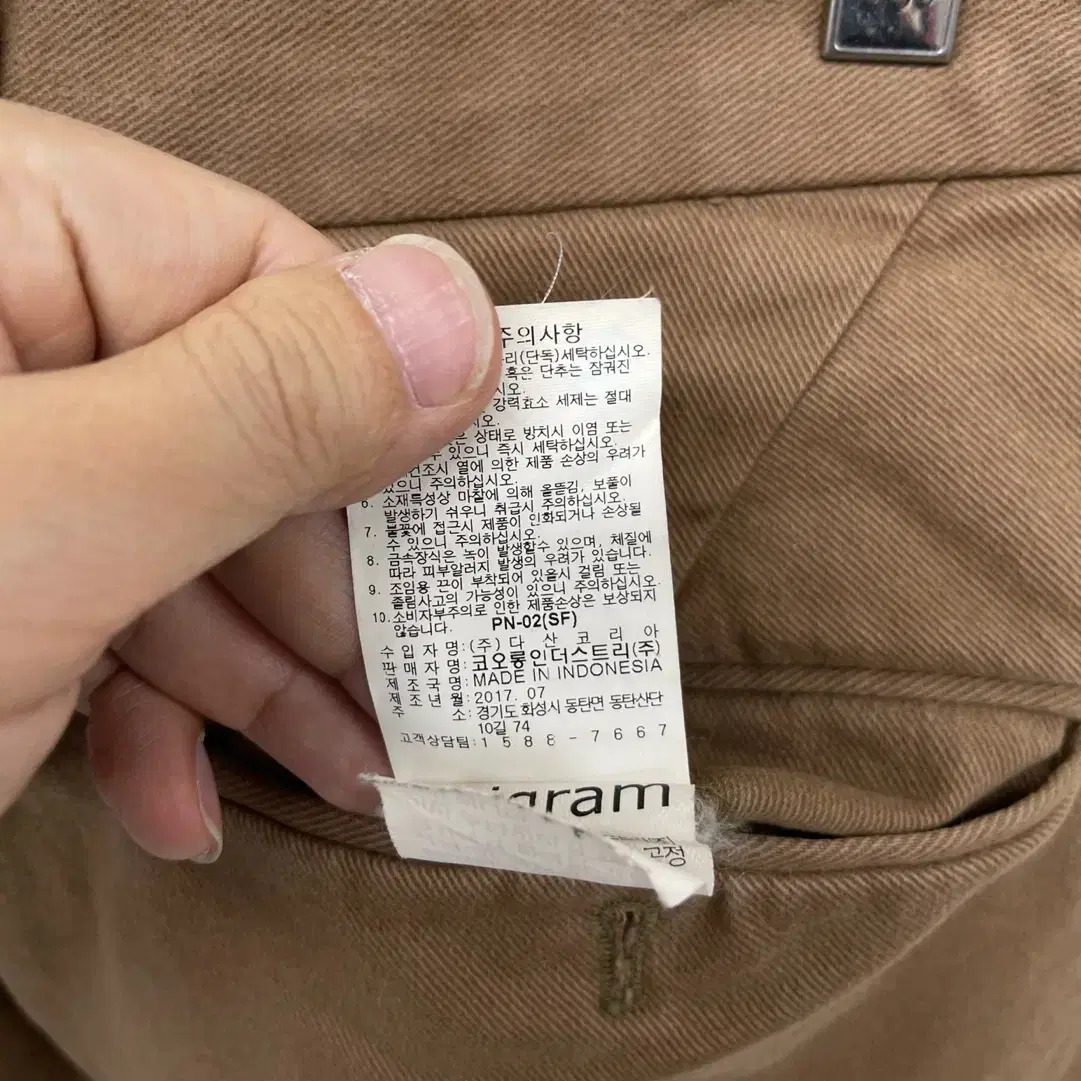 주의사항
(단독)세탁하십시오.
혹은 단추는 잠궈진
시오.
강력효소 세제는 절대
시오.
상태로 방치시 이염 또는
있으니 즉시 세탁하십시오.
열에 의한 제품 손상의 우려가
있으니 주의하십시오.
6. 소재특성상 마찰에 의해 올뜯김, 보풀이
발생하기 쉬우니 취급시 주의하십시오.
7. 불꽃에 접근시 제품이 인화되거나 손상될
수 있으니 주의하십시오.
8. 금속장식은 녹이 발생할수 있으며, 체질에
따라 피부알러지 발생의 우려가 있습니다.
9. 조임용 끈이 부착되어 있을시 걸림 또는
졸림사고의 가능성이 있으니 주의하십시오.
10. 소비자부주의로 인한 제품손상은 보상되지
않습니다. PN-02(SF)
수 입 자 명: (주) 다 산 코 리 아
판 매 자 명: 코오롱인더스트리(주)
제 조 국 명: MADE IN INDONESIA
제 조 년 월: 2017. 07
주 소: 경기도 화성시 동탄면 동탄산단
10길 74
고객상담팀: 1 5 8 8 - 7 6 6 7
igram
고정